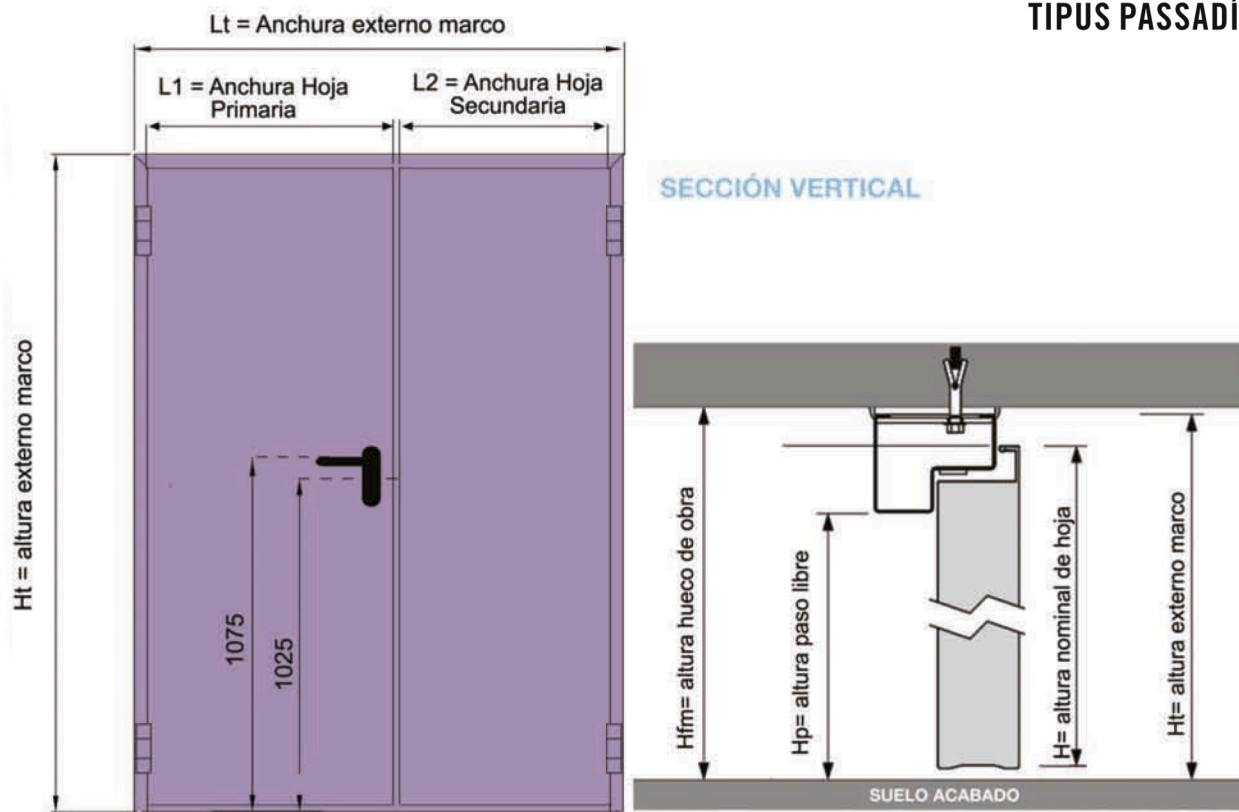 TIPUS PASSADÍ
Lt = Anchura externo marco
L1 = Anchura Hoja
Primaria
L2 = Anchura Hoja
Secundaria
Ht = altura externo marco
1075
1025
SECCIÓN VERTICAL
Hfm= altura hueco de obra
Hp= altura paso libre
H= altura nominal de hoja
Ht= altura externo marco
SUELO ACABADO